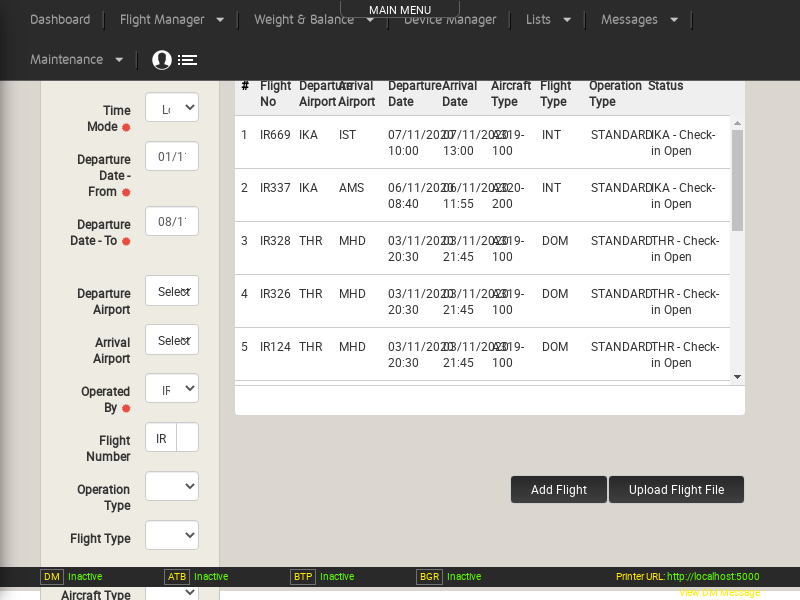 MAIN MENU
Dashboard Flight Manager Weight & Balance Device Manager Lists Messages
Maintenance
Time Mode
Departure Date - From 01/1
Departure Date - To 08/1
Departure Airport Select
Arrival Airport Select
Operated By IR
Flight Number IR
Operation Type
Flight Type
Aircraft Type
# Flight No Departure Airport Arrival Airport Departure Date Arrival Date Aircraft Type Flight Type Operation Type Status
1 IR669 IKA IST 07/11/2020 10:00 07/11/2020 13:00 A319-100 INT STANDARD IKA - Check-in Open
2 IR337 IKA AMS 06/11/2020 08:40 06/11/2020 11:55 A320-200 INT STANDARD IKA - Check-in Open
3 IR328 THR MHD 03/11/2020 20:30 03/11/2020 21:45 A319-100 DOM STANDARD THR - Check-in Open
4 IR326 THR MHD 03/11/2020 20:30 03/11/2020 21:45 A319-100 DOM STANDARD THR - Check-in Open
5 IR124 THR MHD 03/11/2020 20:30 03/11/2020 21:45 A319-100 DOM STANDARD THR - Check-in Open
Add Flight Upload Flight File
DM Inactive ATB Inactive BTP Inactive BGR Inactive Printer URL: http://localhost:5000
View DM Message